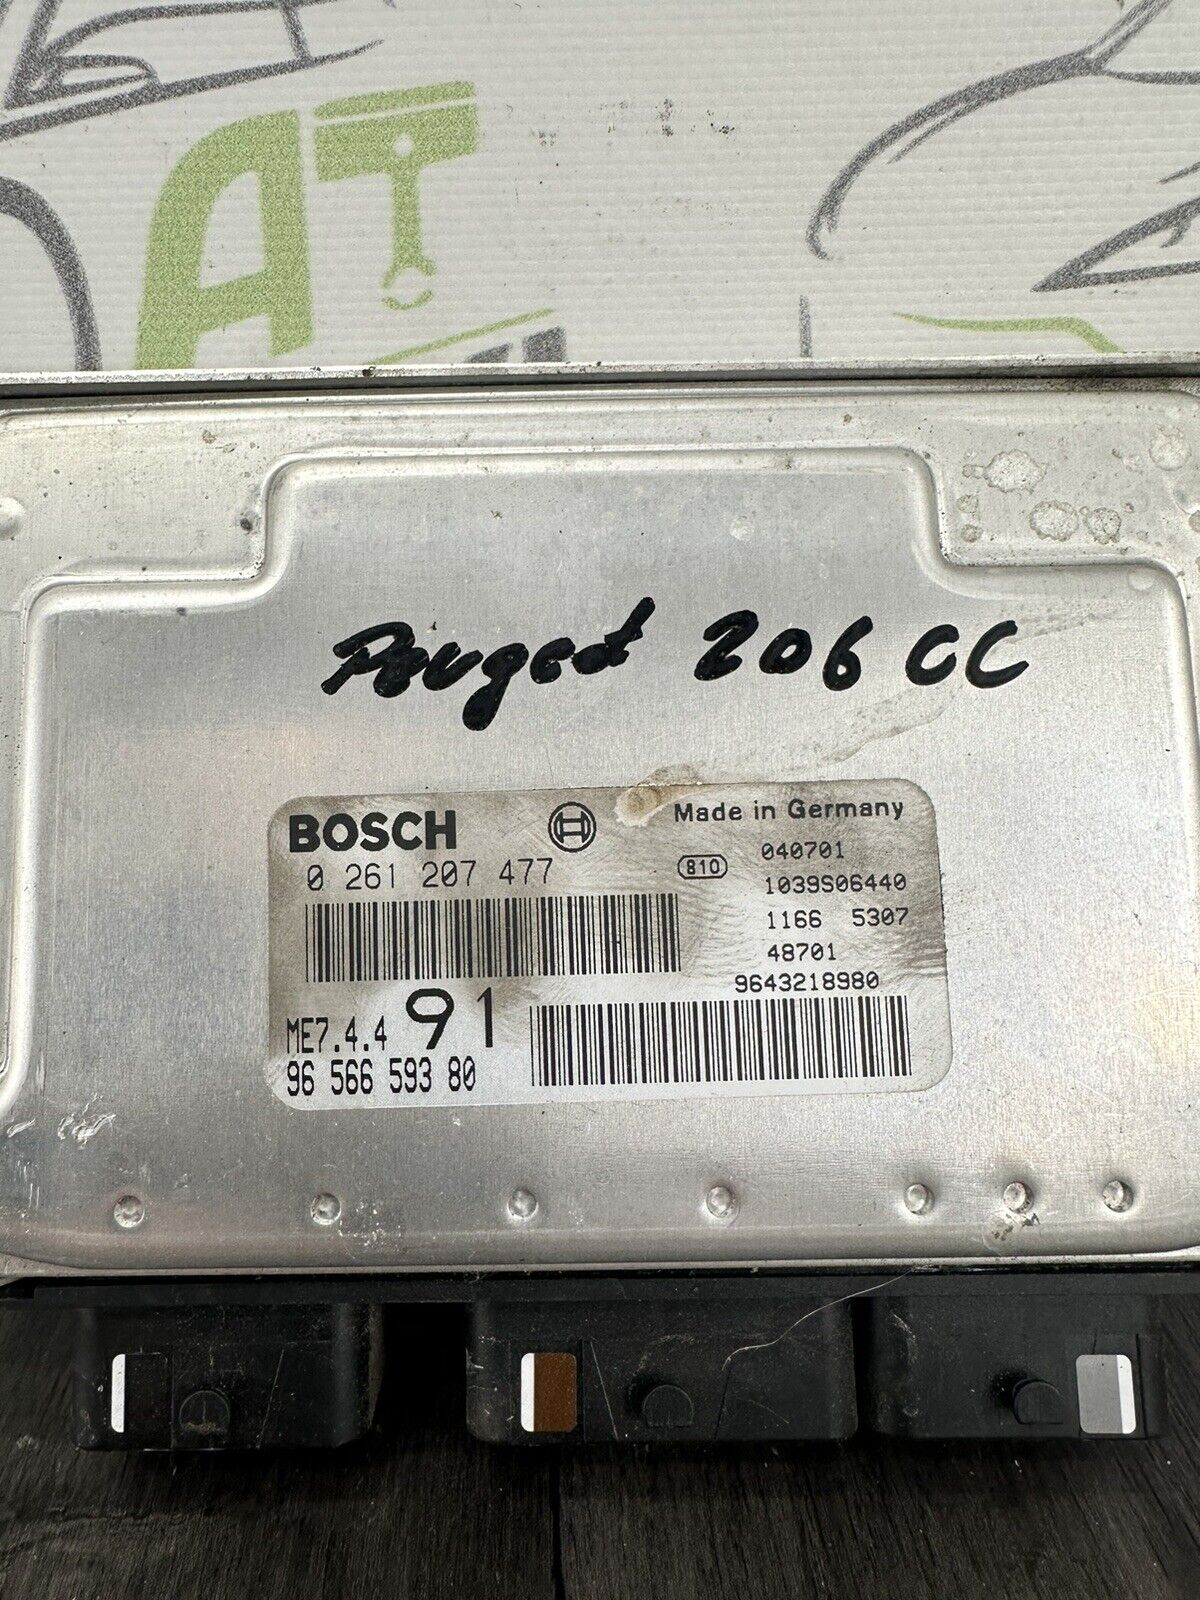 AT
Peugeot 206 CC
BOSCH
Made in Germany
0 261 207 477
810
040701
1039S06440
1166 5307
48701
9643218980
ME7.4.4 91
96 566 593 80